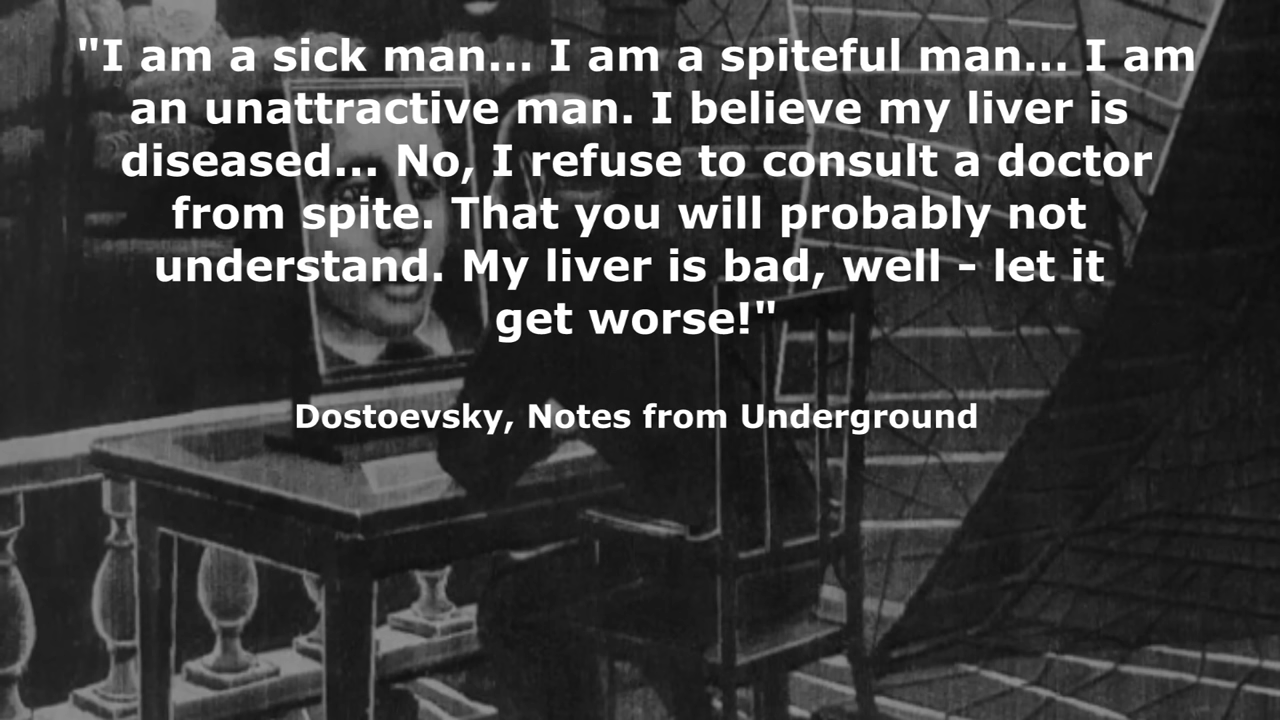 "I am a sick man... I am a spiteful man... I am
an unattractive man. I believe my liver is
diseased... No, I refuse to consult a doctor
from spite. That you will probably not
understand. My liver is bad, well - let it
get worse!"
Dostoevsky, Notes from Underground